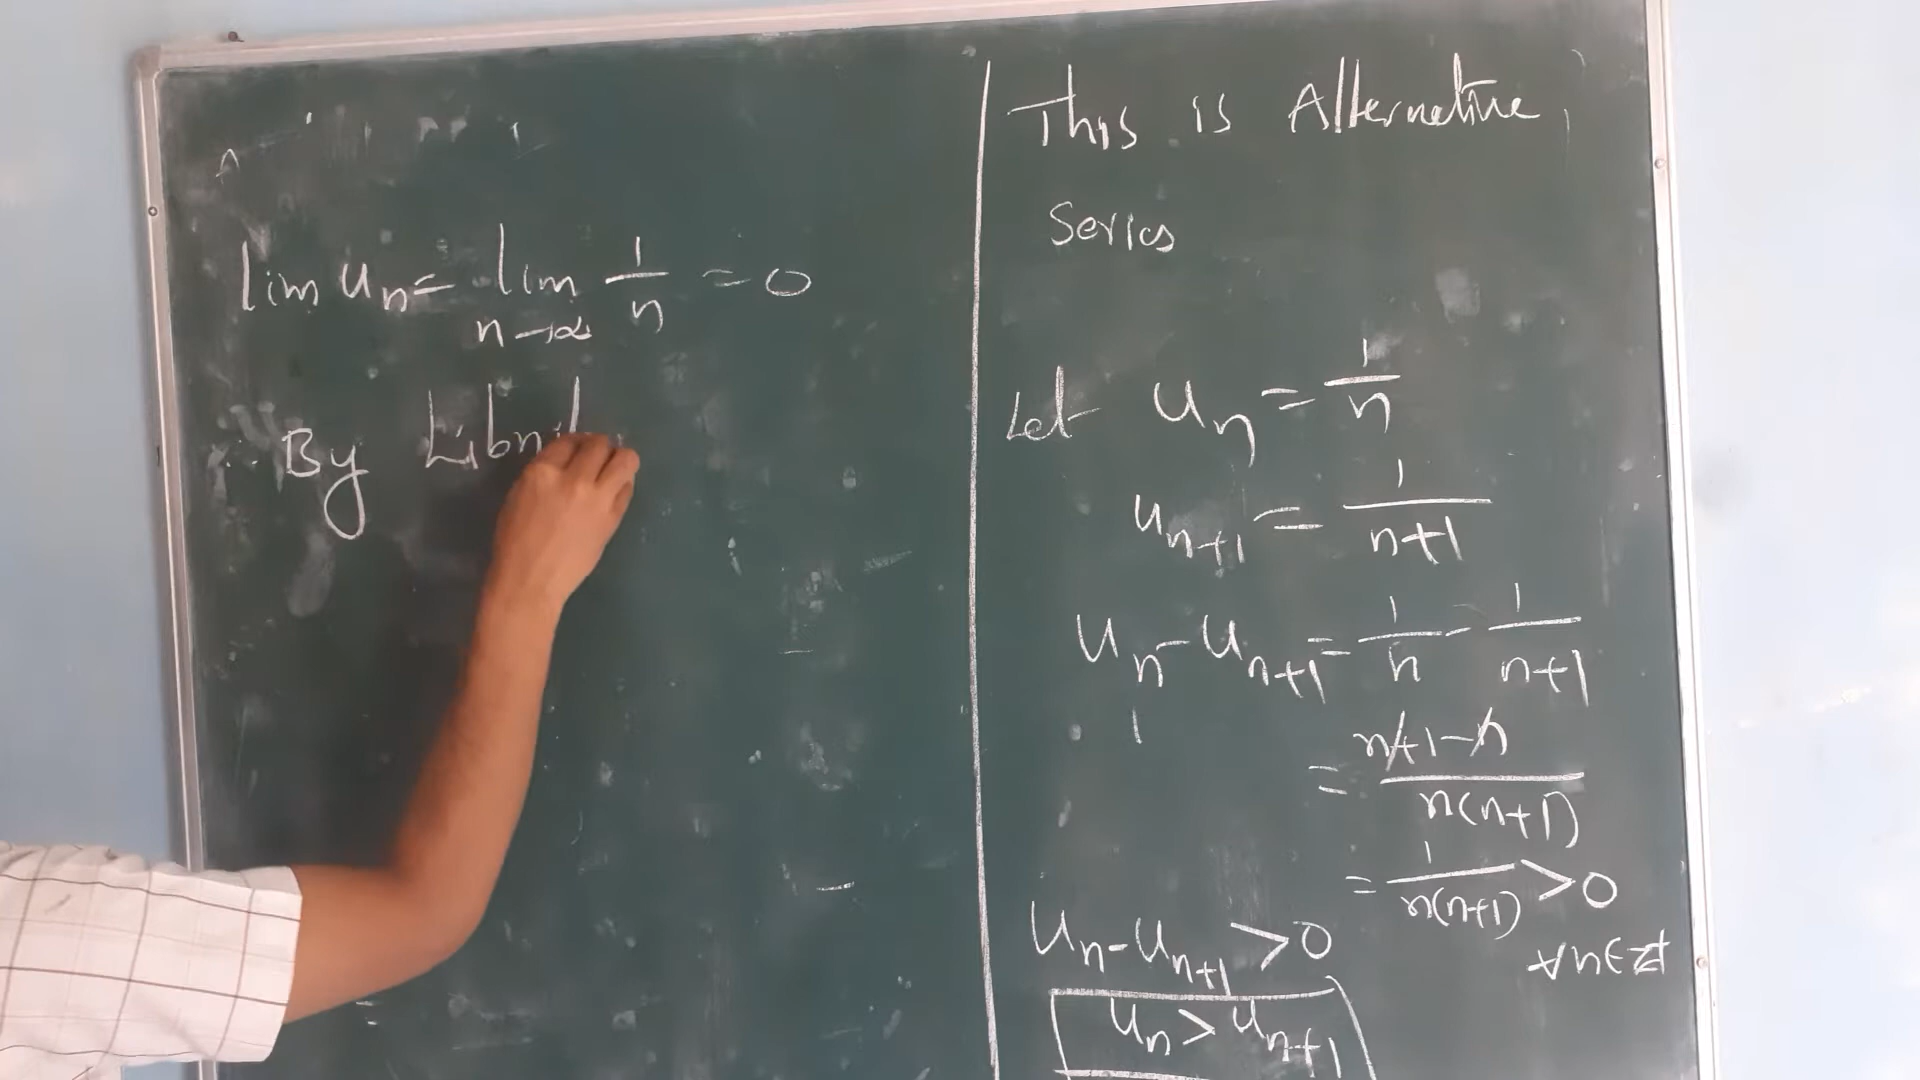 lim un = lim 1/n = 0
n→∞
∴ By Libnit
This is Alternative
Series
Let un = 1/n
un+1 = 1/n+1
un - un+1 = 1/n - 1/n+1
= n+1-n / n(n+1)
= 1/n(n+1) > 0
∀n∈z+
un - un+1 > 0
un > un+1